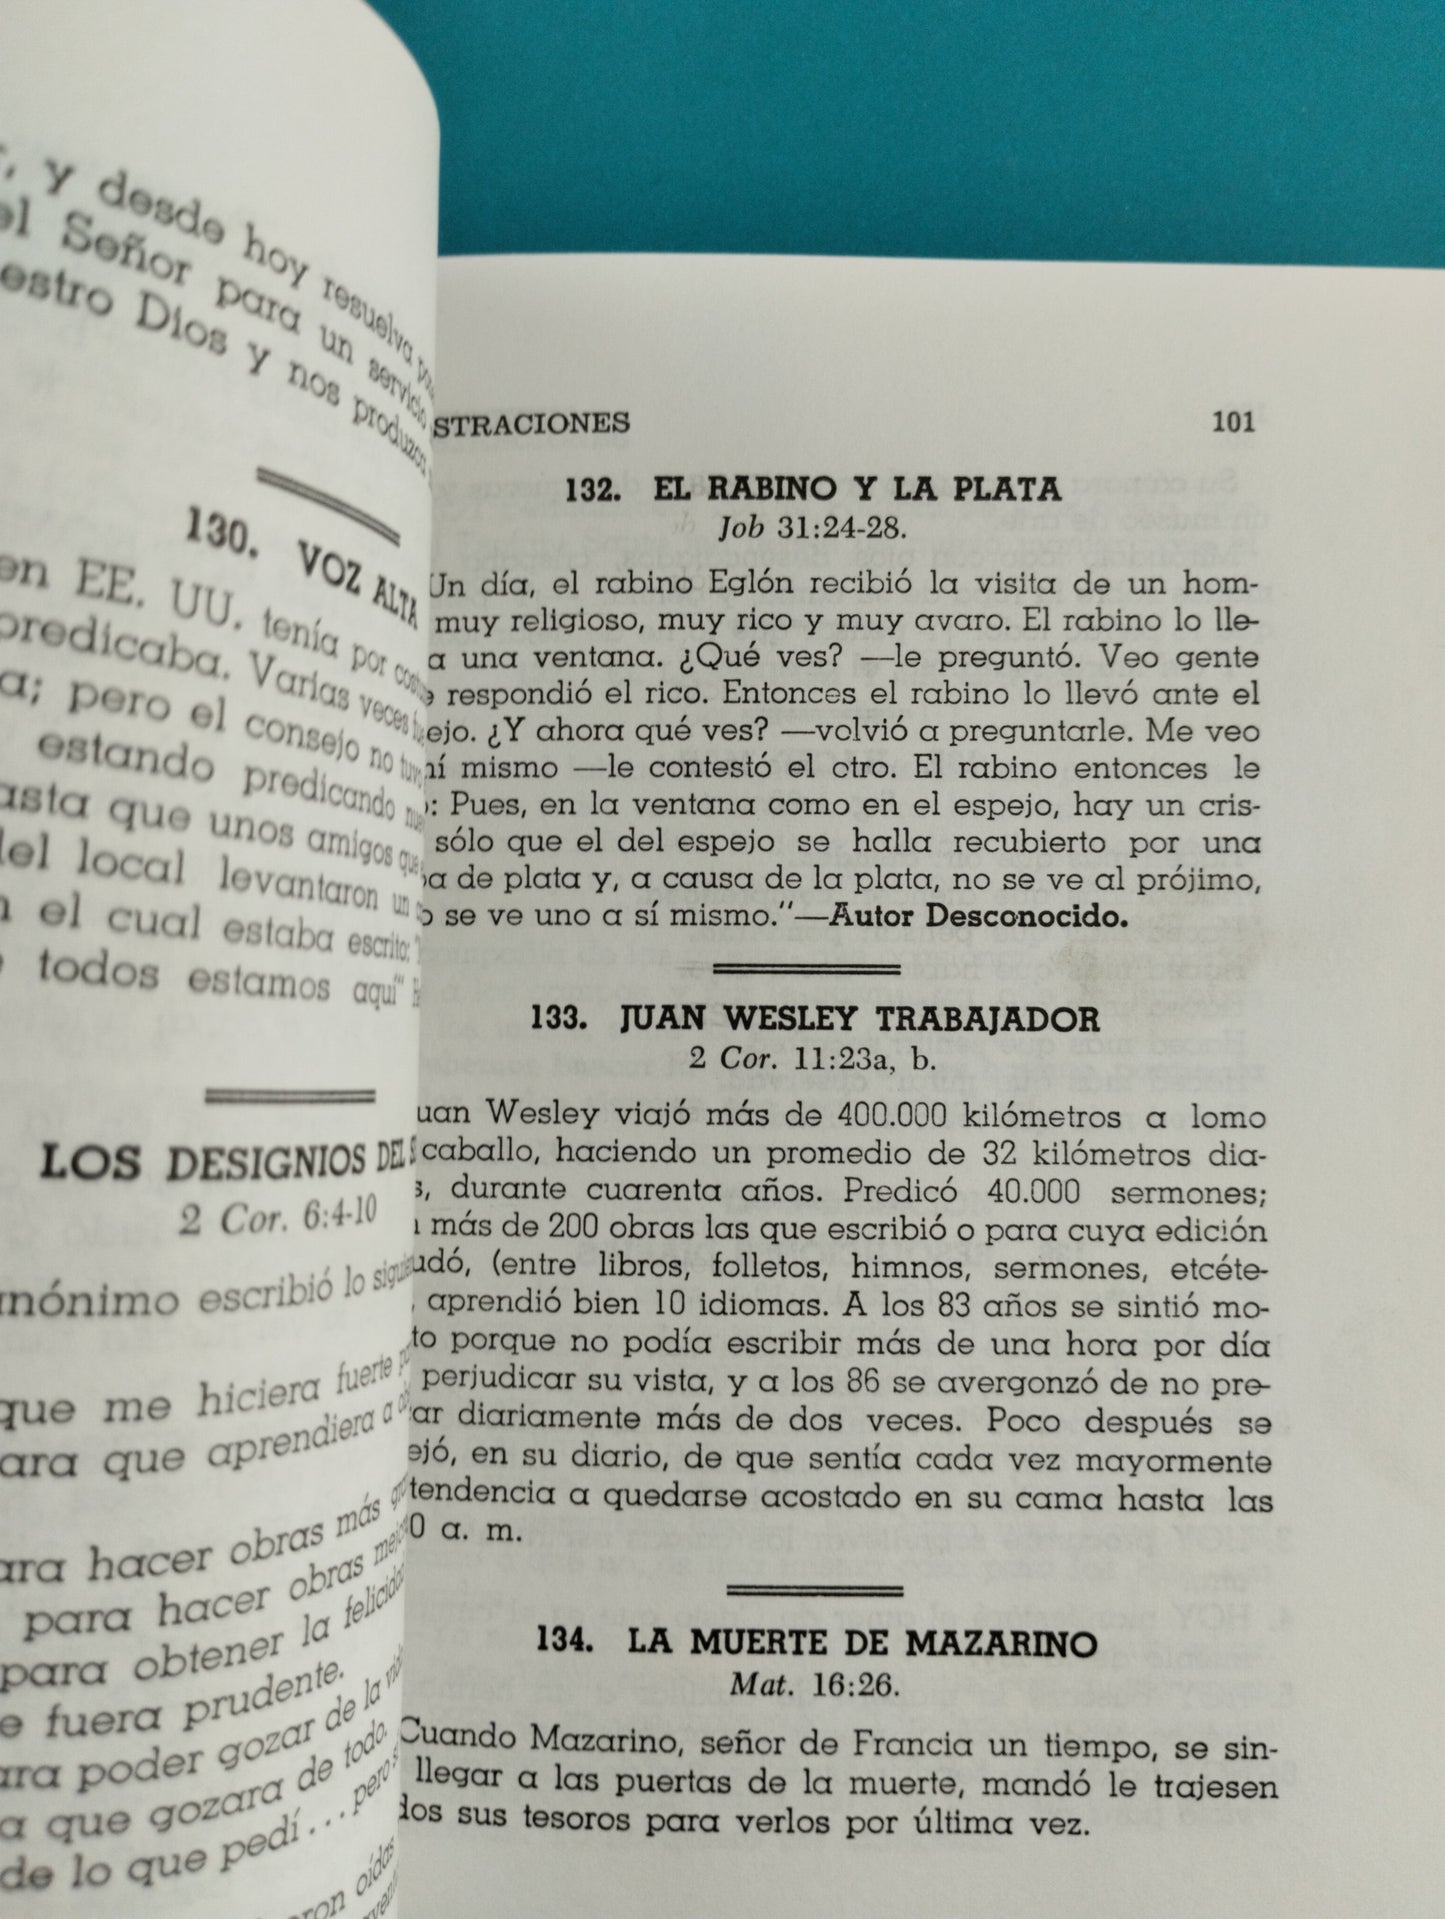 , y desde hoy resuelva
el Señor para un servicio
estro Dios y nos produzca
130. VOZ ALTA
en EE. UU. tenía por
predicaba. Varias veces
a; pero el consejo no tuvo
estando predicando
asta que unos amigos que
del local levantaron un
el cual estaba escrito:
todos estamos aquí"
LOS DESIGNIOS DEL
2 Cor. 6:4-10
nónimo escribió lo
que me hiciera fuerte
ara que aprendiera a
ara hacer obras más
para hacer obras
para obtener la
e fuera prudente.
ara poder gozar de la
a que gozara de todo.
de lo que pedí... pero
oídas
STRACIONES 101
132. EL RABINO Y LA PLATA
Job 31:24-28.
Un día, el rabino Eglón recibió la visita de un hom-
muy religioso, muy rico y muy avaro. El rabino lo lle-
a una ventana. ¿Qué ves? —le preguntó. Veo gente
respondió el rico. Entonces el rabino lo llevó ante el
ejo. ¿Y ahora qué ves? —volvió a preguntarle. Me veo
mí mismo —le contestó el otro. El rabino entonces le
: Pues, en la ventana como en el espejo, hay un cris-
sólo que el del espejo se halla recubierto por una
a de plata y, a causa de la plata, no se ve al prójimo,
o se ve uno a sí mismo."—Autor Desconocido.
133. JUAN WESLEY TRABAJADOR
2 Cor. 11:23a, b.
uan Wesley viajó más de 400.000 kilómetros a lomo
caballo, haciendo un promedio de 32 kilómetros dia-
s, durante cuarenta años. Predicó 40.000 sermones;
más de 200 obras las que escribió o para cuya edición
udó, (entre libros, folletos, himnos, sermones, etcéte-
, aprendió bien 10 idiomas. A los 83 años se sintió mo-
to porque no podía escribir más de una hora por día
perjudicar su vista, y a los 86 se avergonzó de no pre-
ar diariamente más de dos veces. Poco después se
ejó, en su diario, de que sentía cada vez mayormente
tendencia a quedarse acostado en su cama hasta las
0 a. m.
134. LA MUERTE DE MAZARINO
Mat. 16:26.
Cuando Mazarino, señor de Francia un tiempo, se sin-
llegar a las puertas de la muerte, mandó le trajesen
dos sus tesoros para verlos por última vez.